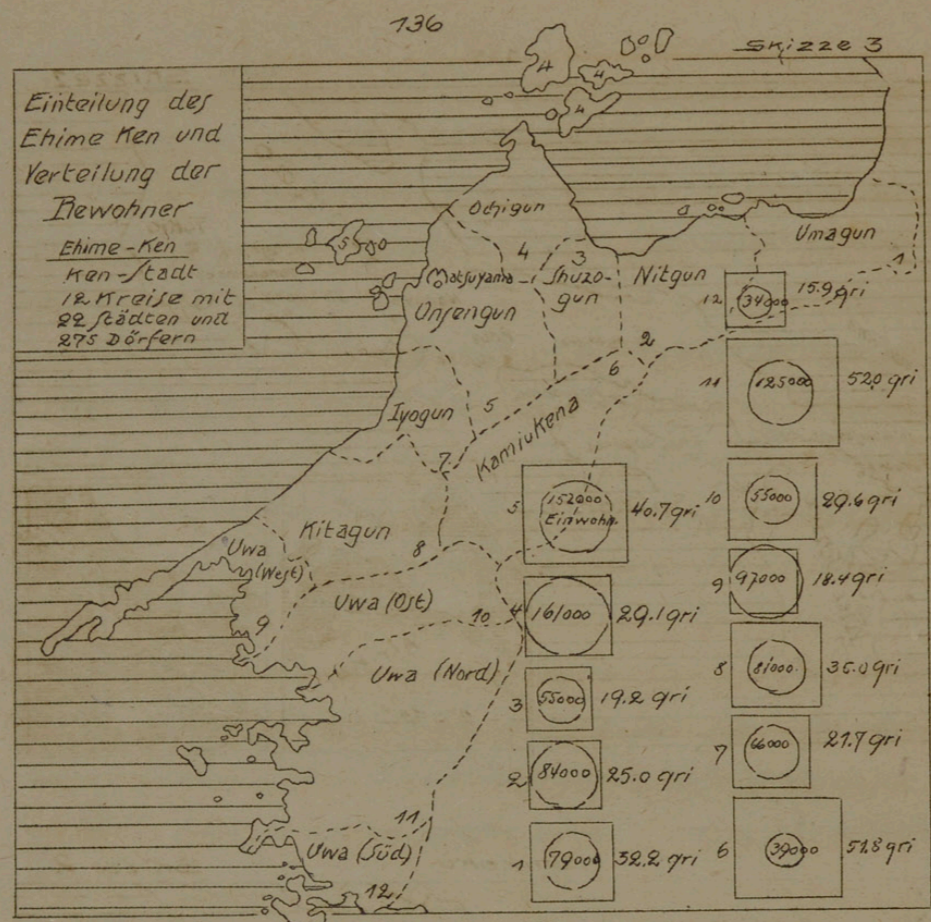 136
Skizze 3
Einteilung des
Ehime Ken und
Verteilung der
Bewohner
Ehime-Ken
Ken-Stadt
12 Kreise mit
22 Städten und
275 Dörfern
4
4
4
5
Ochigun
4
3
Matsuyama
Shuzo-
gun
Nitgun
Umagun
1
Onsengun
2
6
Iyogun
5
7
Kamiukena
Kitagun
8
Uwa
(West)
9
Uwa (Ost)
10
Uwa (Nord)
11
Uwa (Süd)
12
12 34000 15.9 qri
11 125000 52.0 qri
10 55000 29.6 qri
9 97000 18.4 qri
8 81000 35.0 qri
7 66000 21.7 qri
6 39000 51.8 qri
5 152000
Einwohn. 40.7 qri
4 161000 29.1 qri
3 55000 19.2 qri
2 84000 25.0 qri
1 79000 32.2 qri